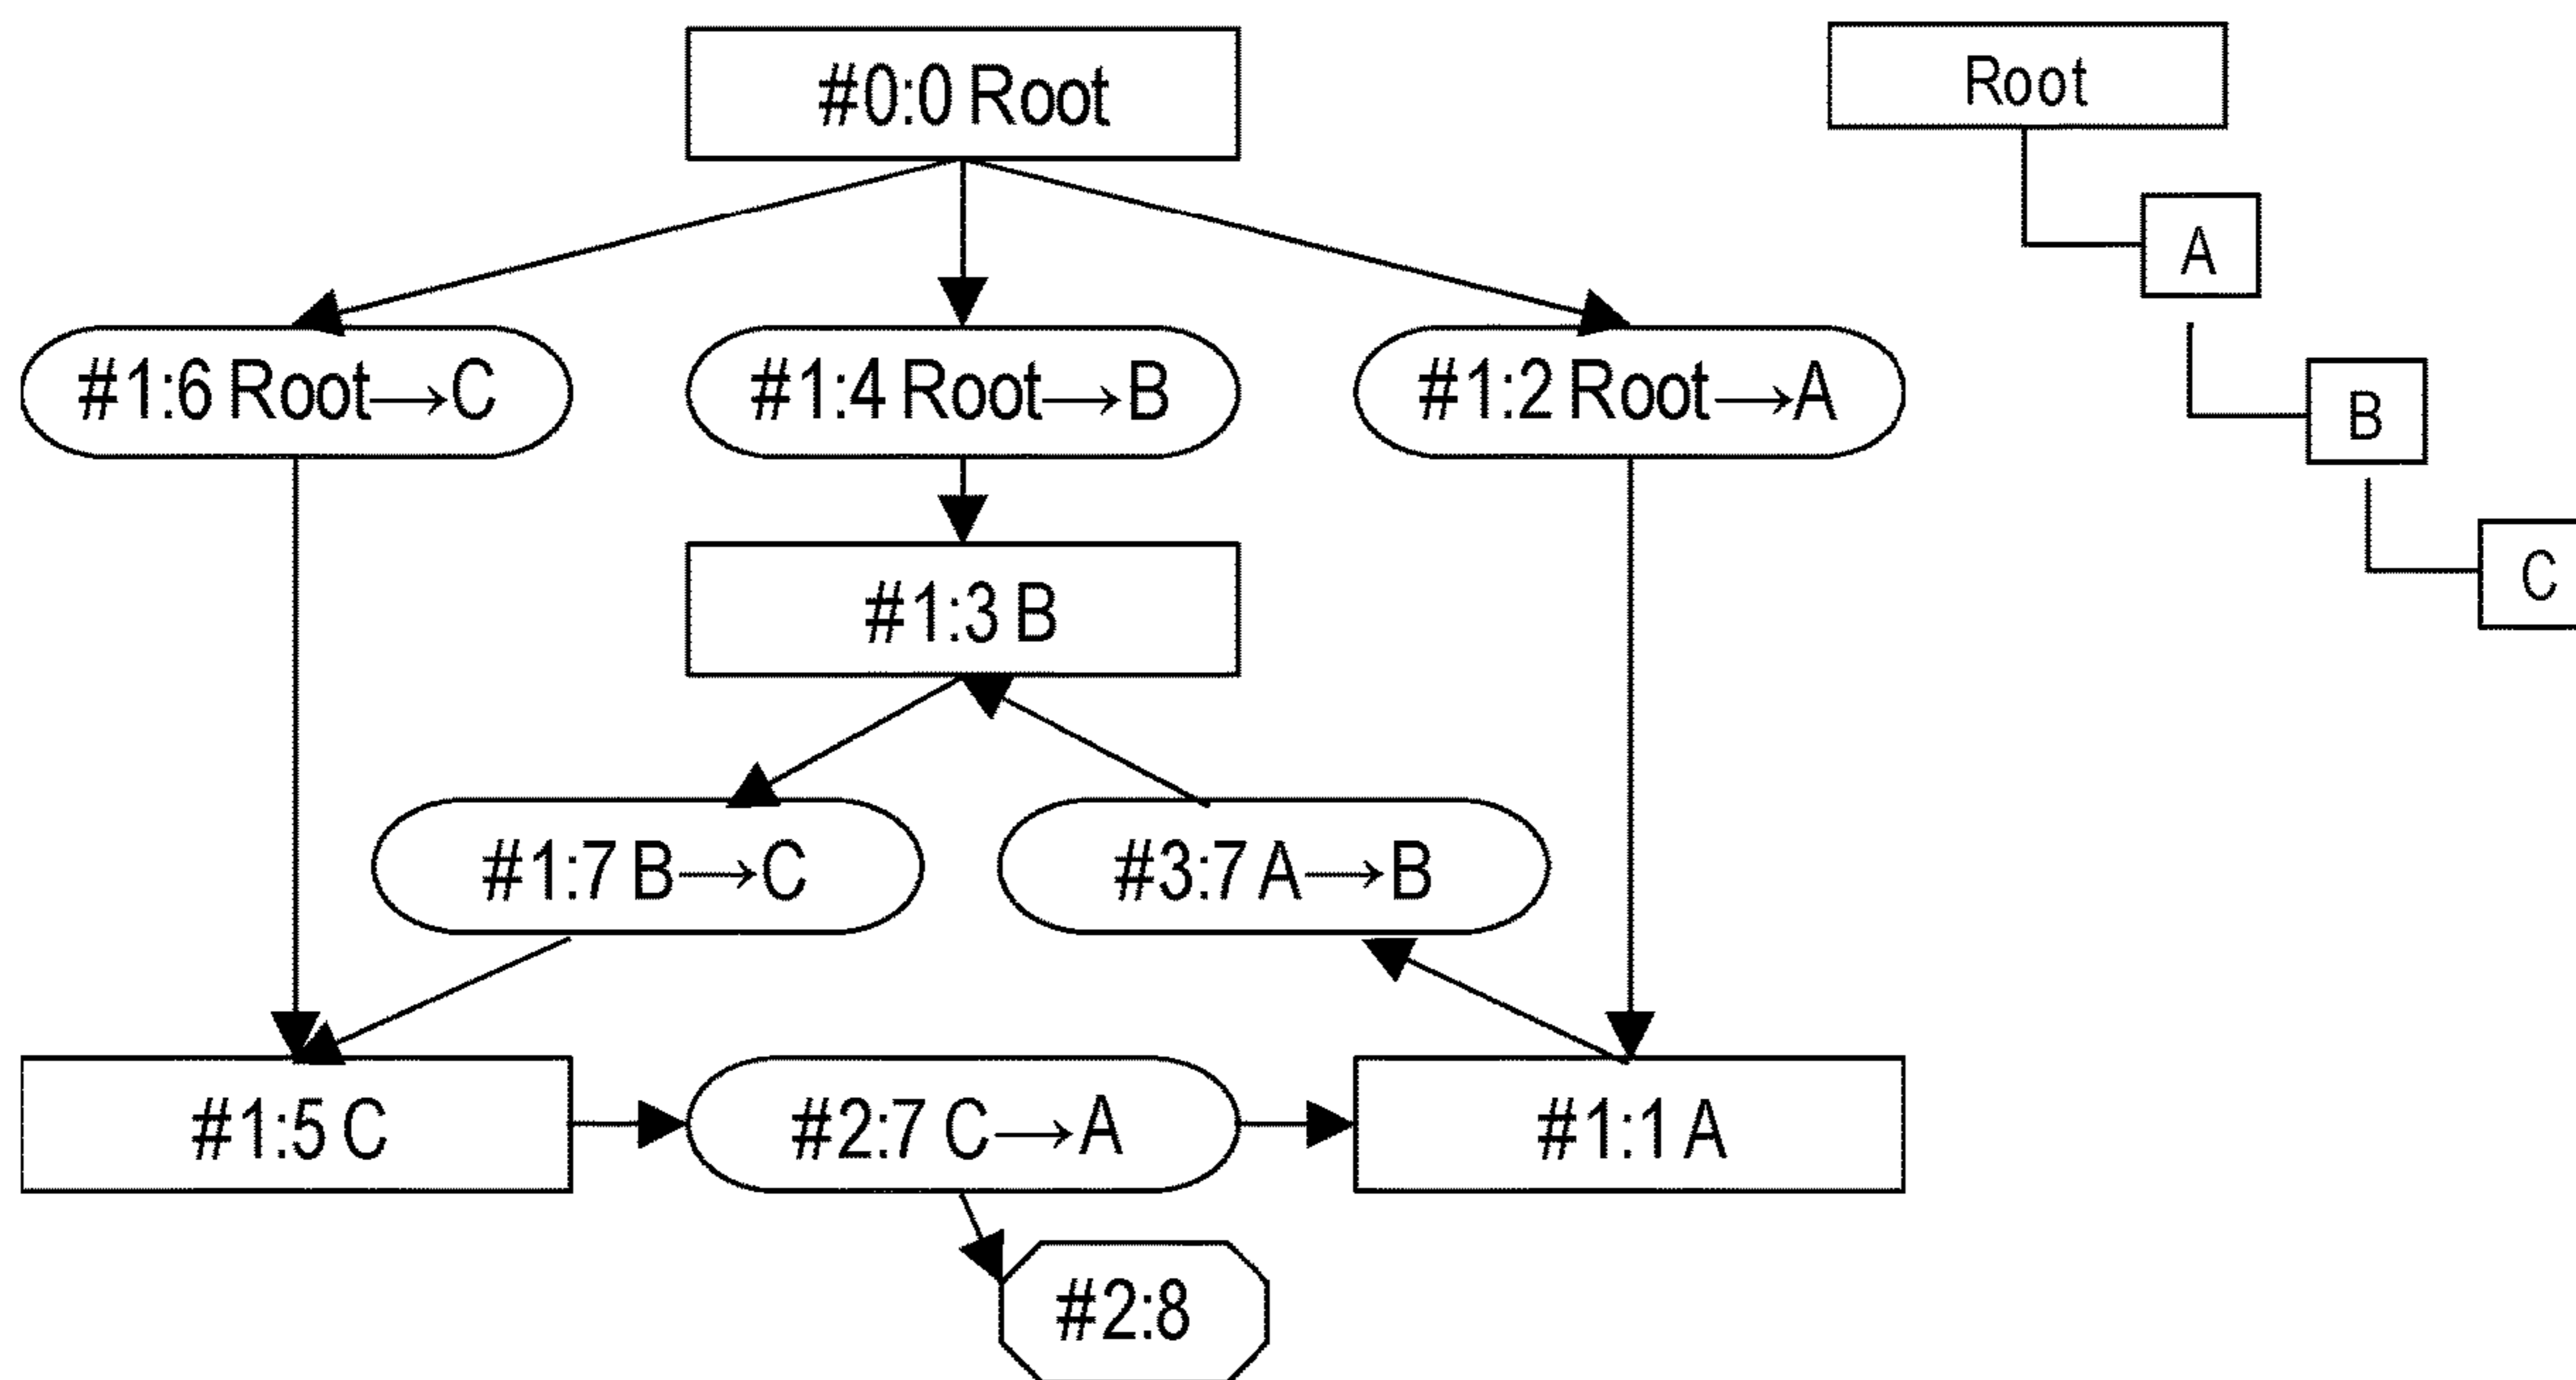 #0:0 Root
Root
A
#1:6 Root→C
#1:4 Root→B
#1:2 Root→A
B
C
#1:3 B
#1:7 B→C
#3:7 A→B
#1:5 C
#2:7 C→A
#1:1 A
#2:8